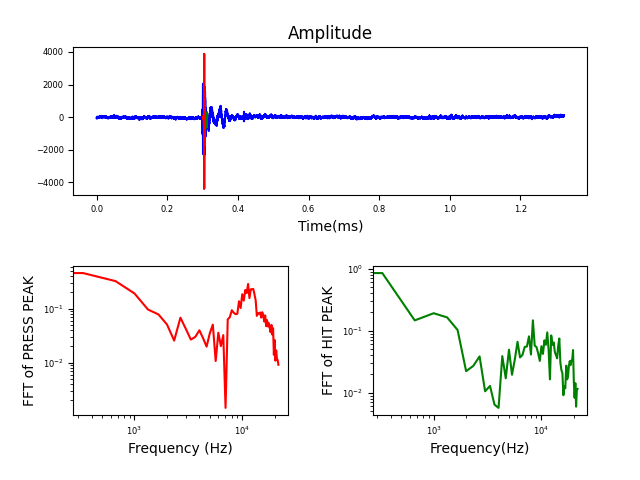 Amplitude
4000
2000
0
−2000
−4000
0.0 0.2 0.4 0.6 0.8 1.0 1.2
Time(ms)
FFT of PRESS PEAK
10⁻¹
10⁻²
10³ 10⁴
Frequency (Hz)
FFT of HIT PEAK
10⁰
10⁻¹
10⁻²
10³ 10⁴
Frequency(Hz)